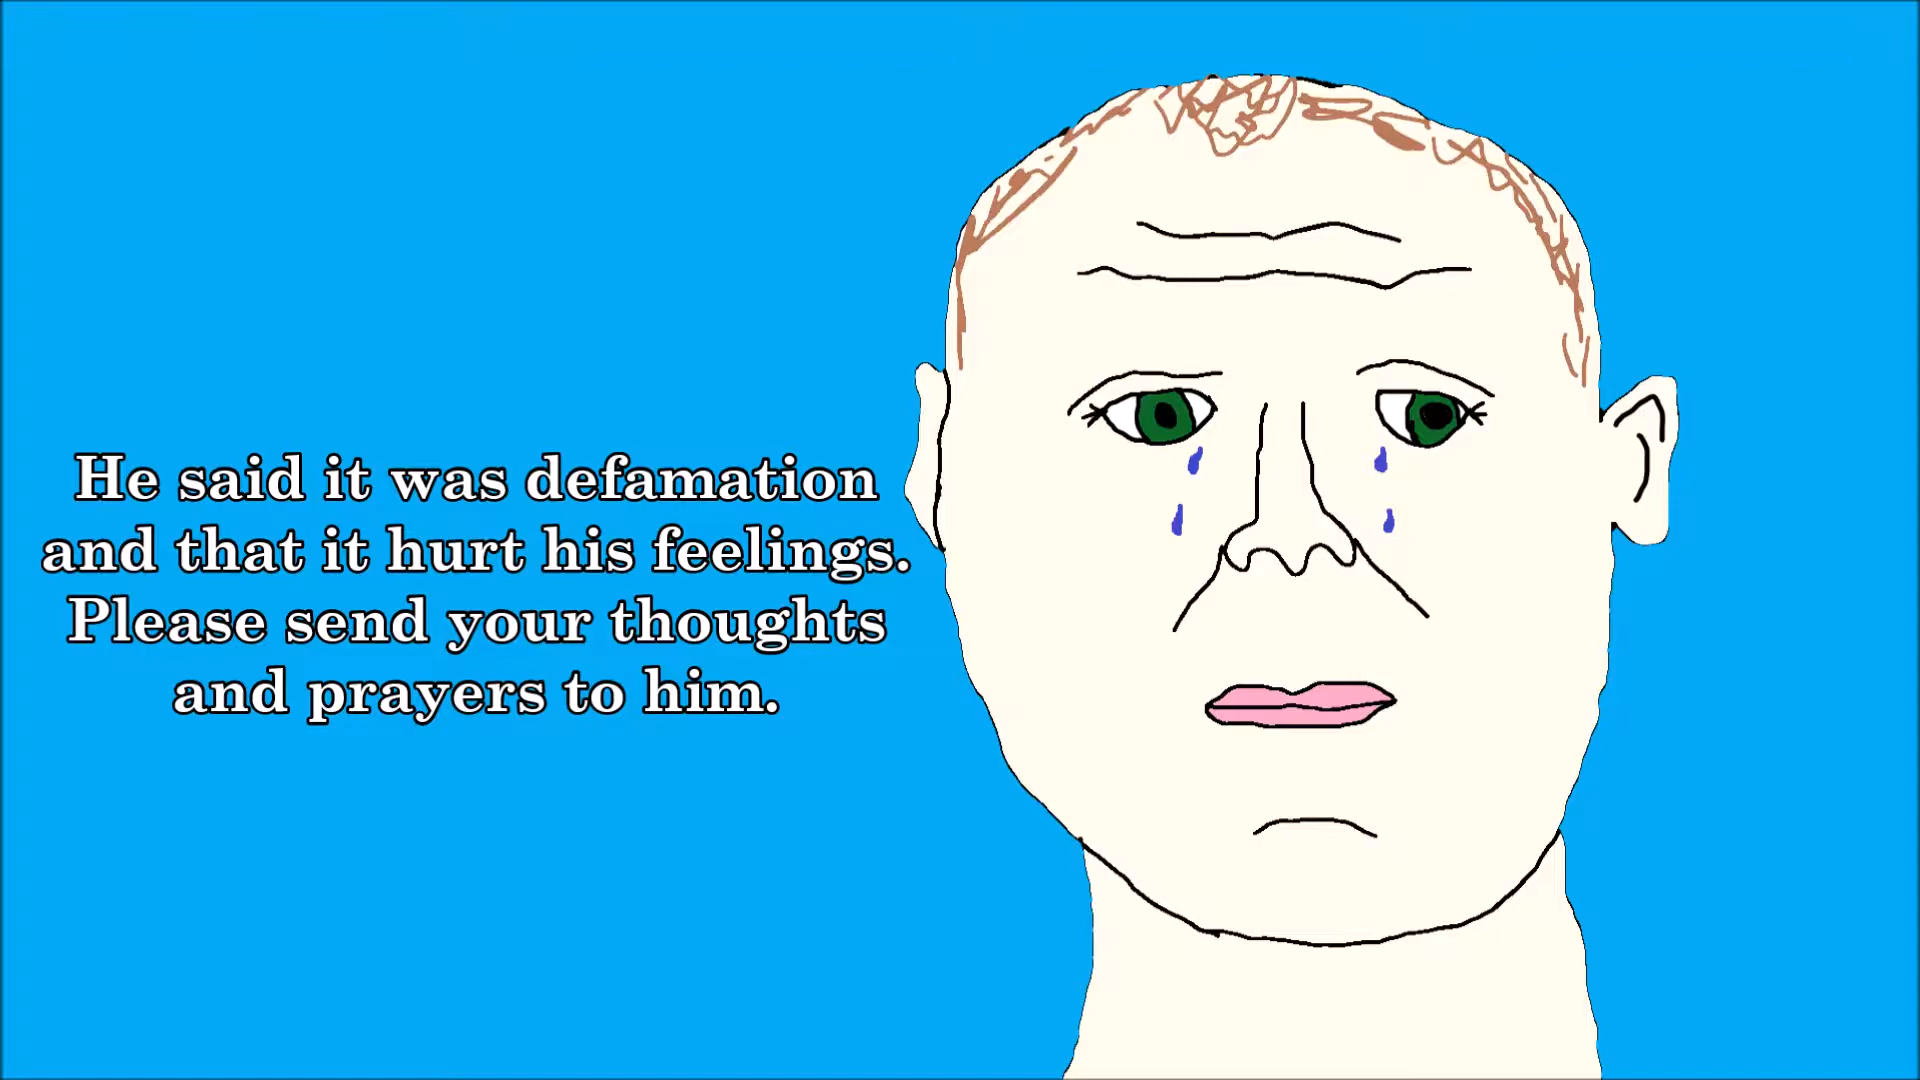 He said it was defamation
and that it hurt his feelings.
Please send your thoughts
and prayers to him.